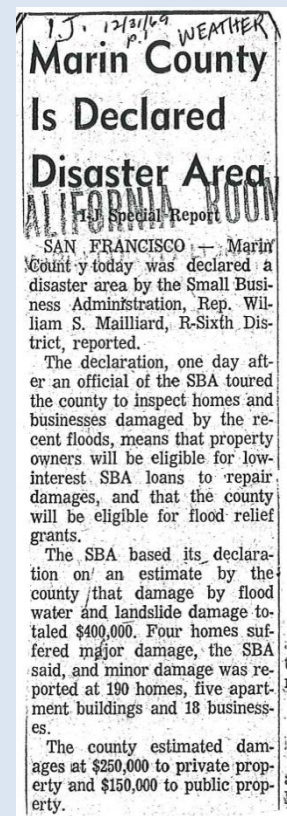 I.J. 12/31/69
p.1 WEATHER
Marin County
Is Declared
Disaster Area
CALIFORNIA ROOM
I-J Special Report
SAN FRANCISCO — Marin
Count y today was declared a
disaster area by the Small Busi-
ness Administration, Rep. Wil-
liam S. Mailliard, R-Sixth Dis-
trict, reported.
The declaration, one day aft-
er an official of the SBA toured
the county to inspect homes and
businesses damaged by the re-
cent floods, means that property
owners will be eligible for low-
interest SBA loans to repair
damages, and that the county
will be eligible for flood relief
grants.
The SBA based its declara-
tion on an estimate by the
county that damage by flood
water and landslide damage to-
taled $400,000. Four homes suf-
fered major damage, the SBA
said, and minor damage was re-
ported at 190 homes, five apart-
ment buildings and 18 business-
es.
The county estimated dam-
ages at $250,000 to private prop-
erty and $150,000 to public prop-
erty.